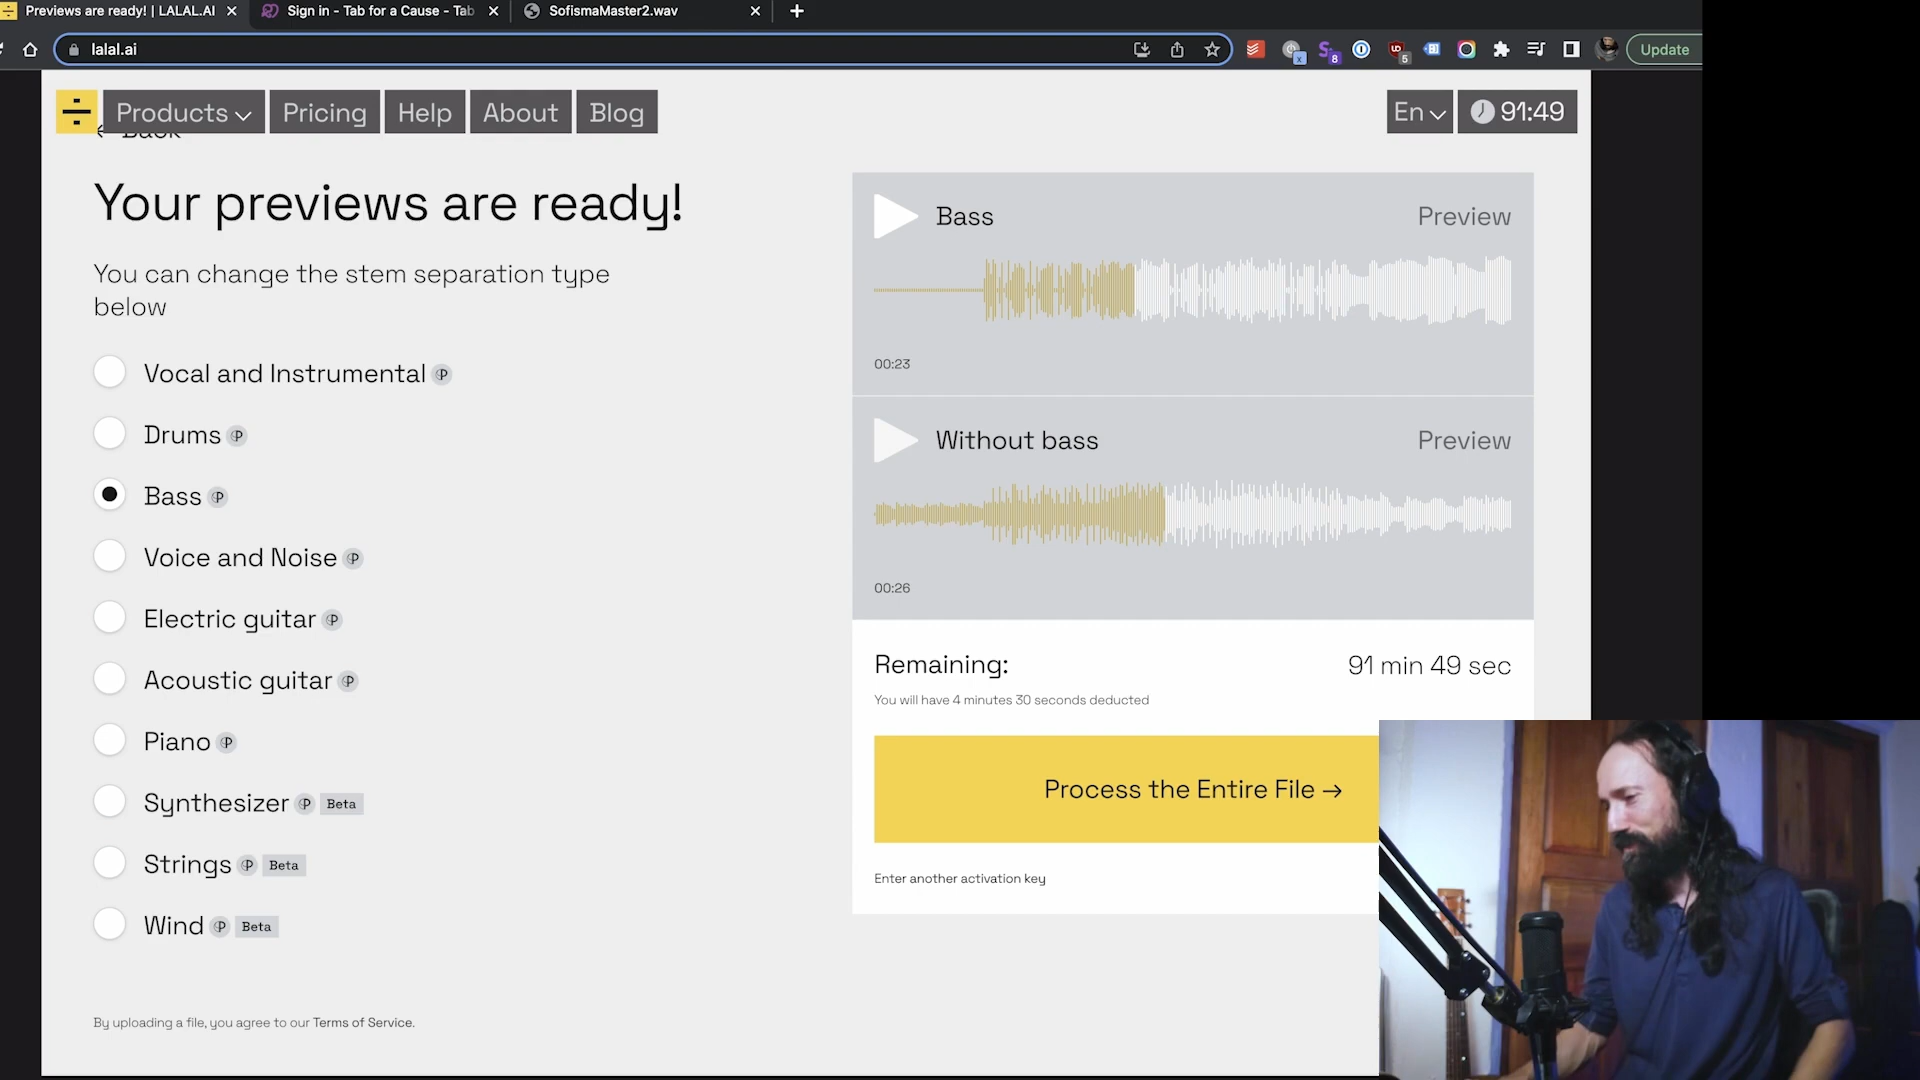 Previews are ready! | LALAL.AI
Sign in - Tab for a Cause - Tab
SofismaMaster2.wav
lalal.ai
8
5
Update
Products
Pricing
Help
About
Blog
En
91:49
Back
Your previews are ready!
You can change the stem separation type
below
Vocal and Instrumental
Drums
Bass
Voice and Noise
Electric guitar
Acoustic guitar
Piano
Synthesizer Beta
Strings Beta
Wind Beta
By uploading a file, you agree to our Terms of Service.
Bass Preview
00:23
Without bass Preview
00:26
Remaining: 91 min 49 sec
You will have 4 minutes 30 seconds deducted
Process the Entire File →
Enter another activation key